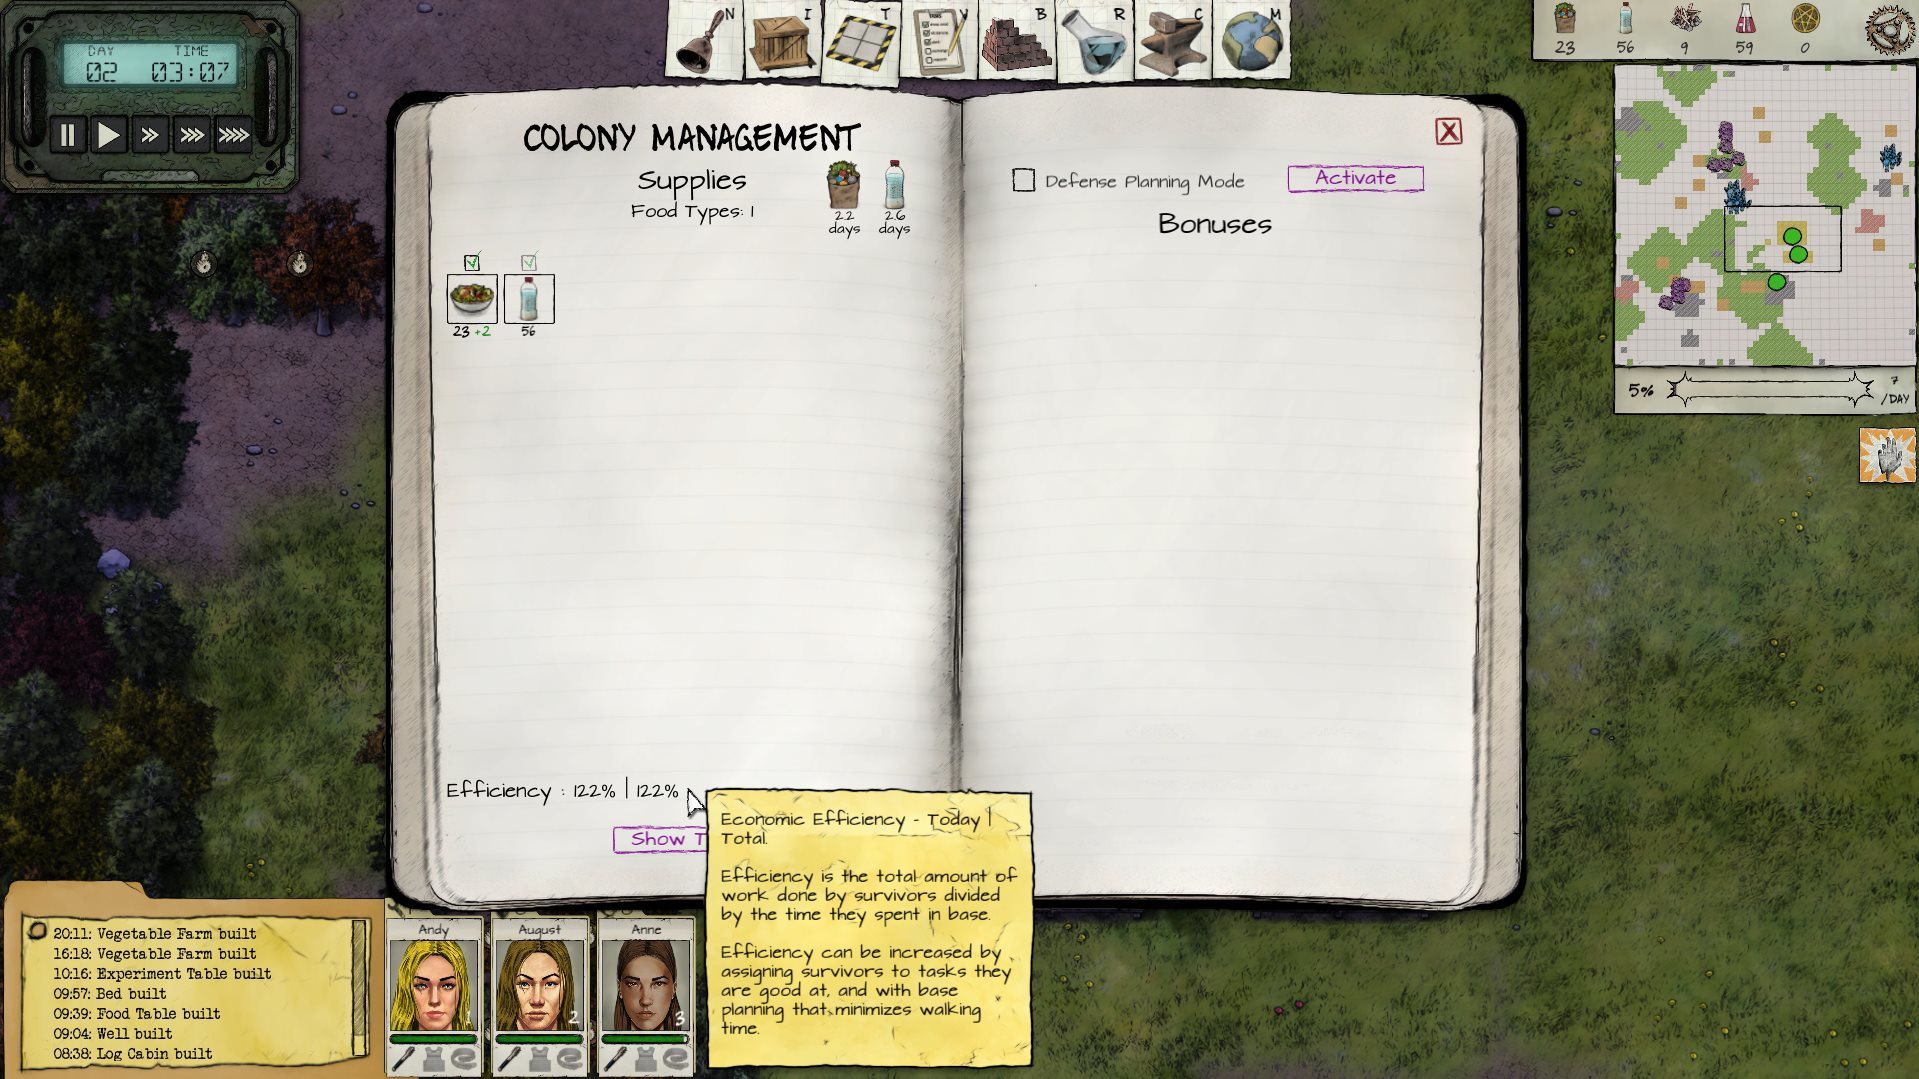 DAY TIME
02 03:07
N I T V B R C M
23 56 9 59 0
COLONY MANAGEMENT
Supplies
Food Types: 1
2.2 days
2.6 days
23 +2
56
Efficiency : 122% | 122%
Show T
Economic Efficiency - Today |
Total.
Efficiency is the total amount of
work done by survivors divided
by the time they spent in base.
Efficiency can be increased by
assigning survivors to tasks they
are good at, and with base
planning that minimizes walking
time.
Defense Planning Mode
Activate
Bonuses
X
5%
7
/DAY
20:11: Vegetable Farm built
16:18: Vegetable Farm built
10:16: Experiment Table built
09:57: Bed built
09:39: Food Table built
09:04: Well built
08:38: Log Cabin built
Andy
1
August
2
Anne
3